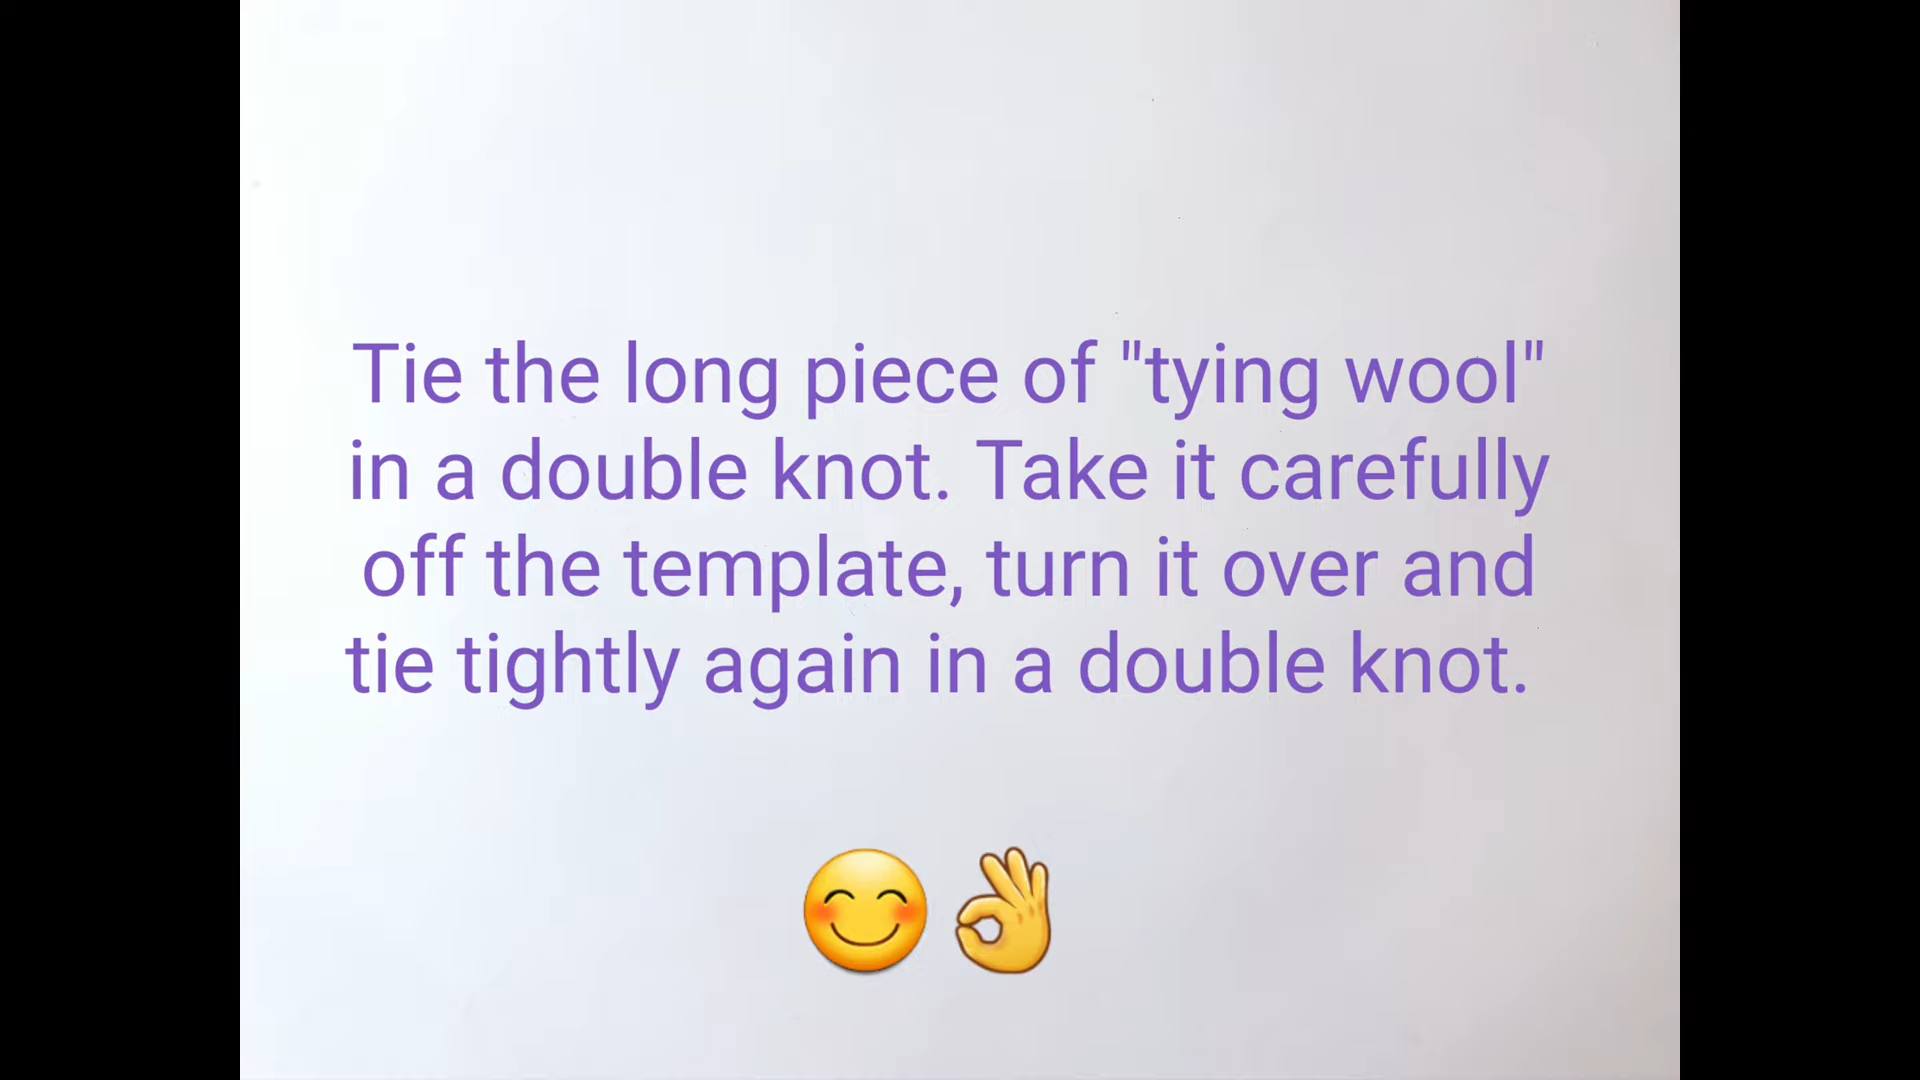 Tie the long piece of "tying wool"
in a double knot. Take it carefully
off the template, turn it over and
tie tightly again in a double knot.